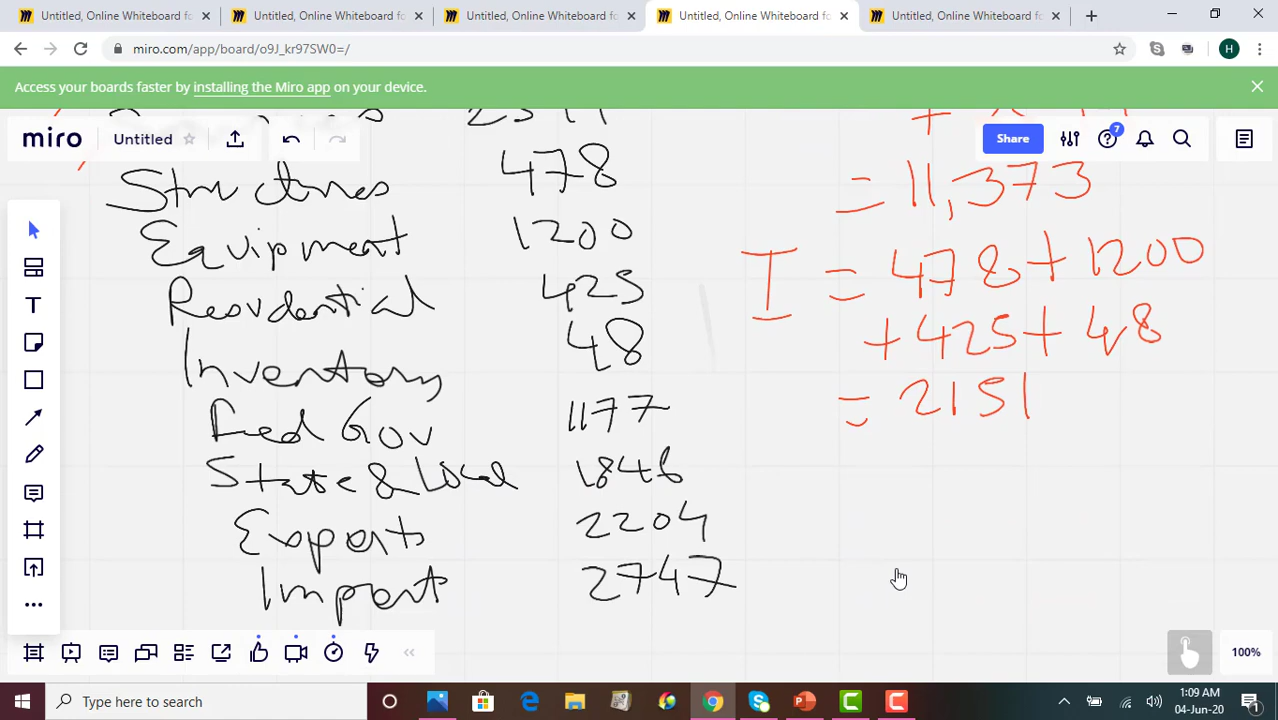 Untitled, Online Whiteboard fo
Untitled, Online Whiteboard fo
Untitled, Online Whiteboard fo
Untitled, Online Whiteboard fo
Untitled, Online Whiteboard fo
miro.com/app/board/o9J_kr97SW0=/
H
Access your boards faster by installing the Miro app on your device.
miro Untitled
Share
7
Structures 478
Equipment 1200
Resrdential 425
Inventory 48
Fed Gov 1177
State & Local 1846
Exports 2204
Import 2747
= 11,373
I = 478 + 1200
+ 425 + 48
= 2151
T
100%
Type here to search
1:09 AM
04-Jun-20
1